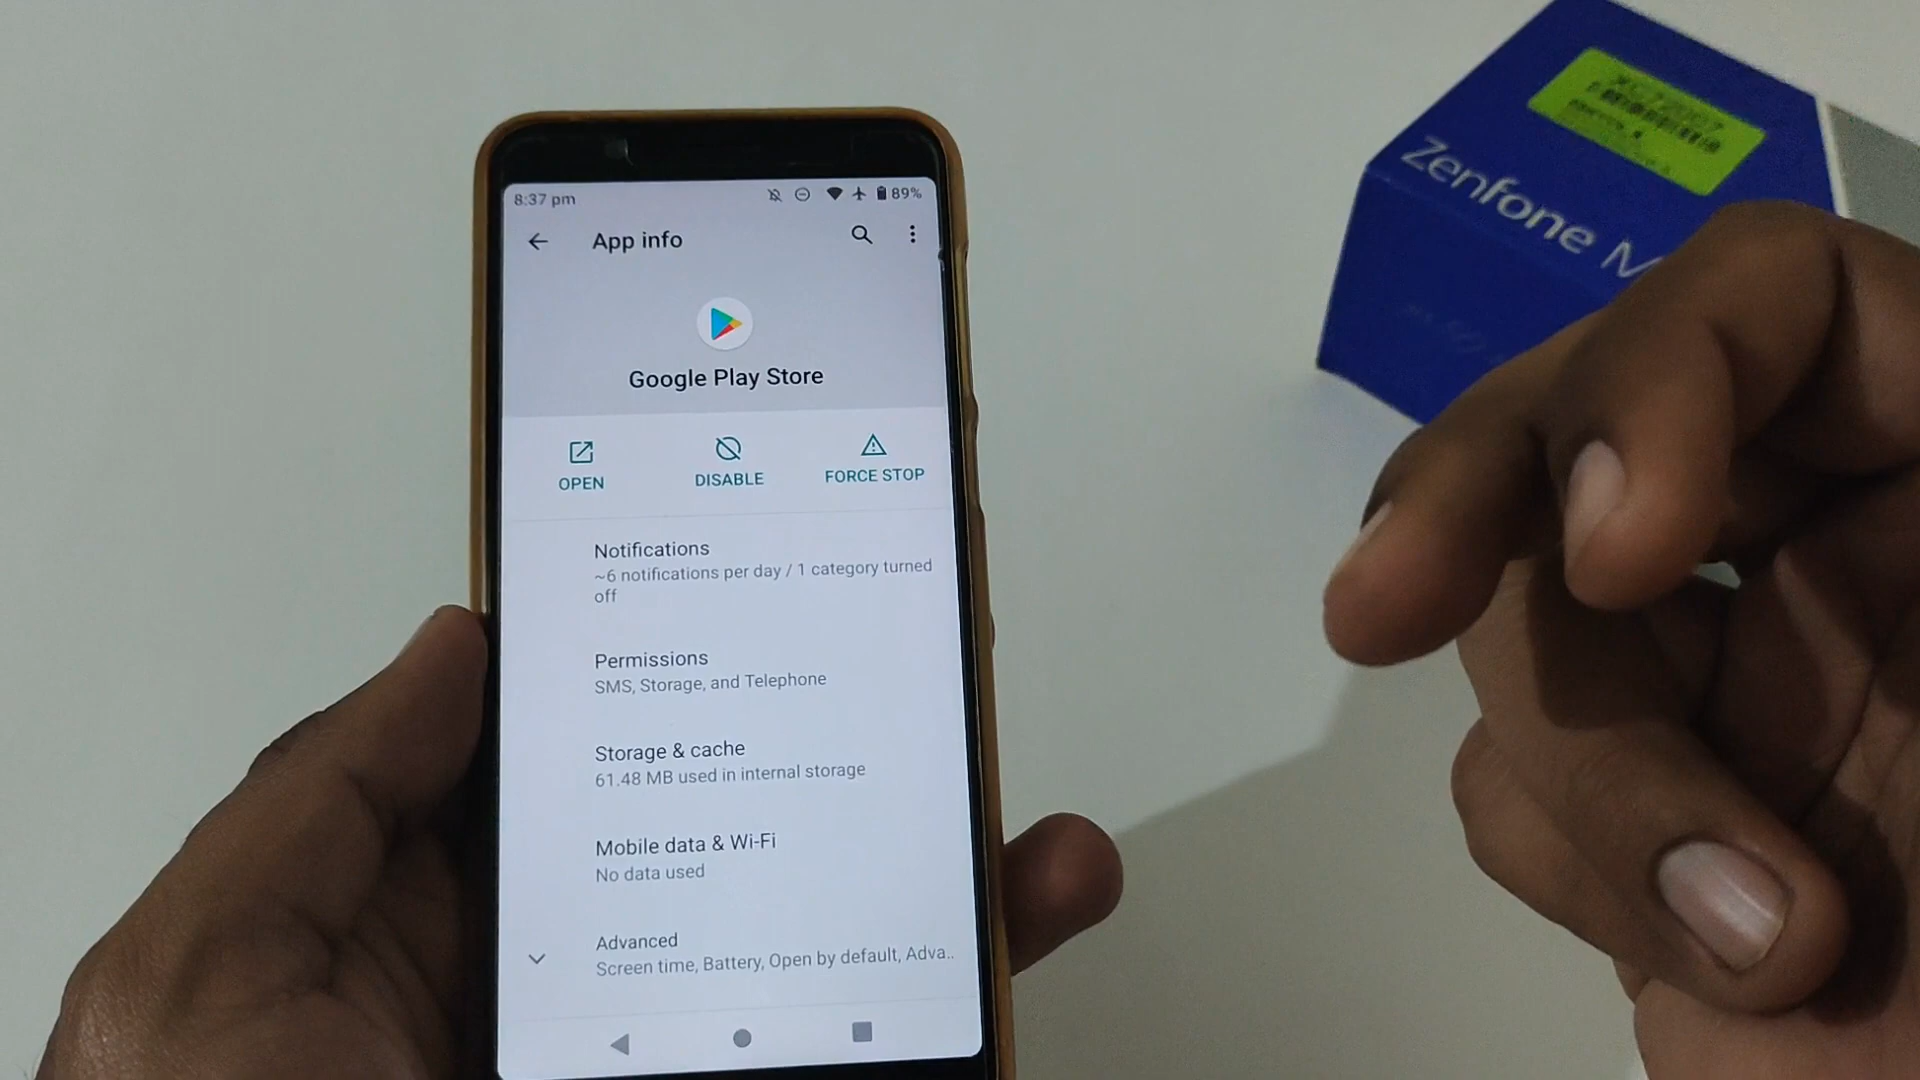 8:37 pm
89%
App info
Google Play Store
OPEN
DISABLE
FORCE STOP
Notifications
~6 notifications per day / 1 category turned
off
Permissions
SMS, Storage, and Telephone
Storage & cache
61.48 MB used in internal storage
Mobile data & Wi-Fi
No data used
Advanced
Screen time, Battery, Open by default, Adva..
Zenfone M